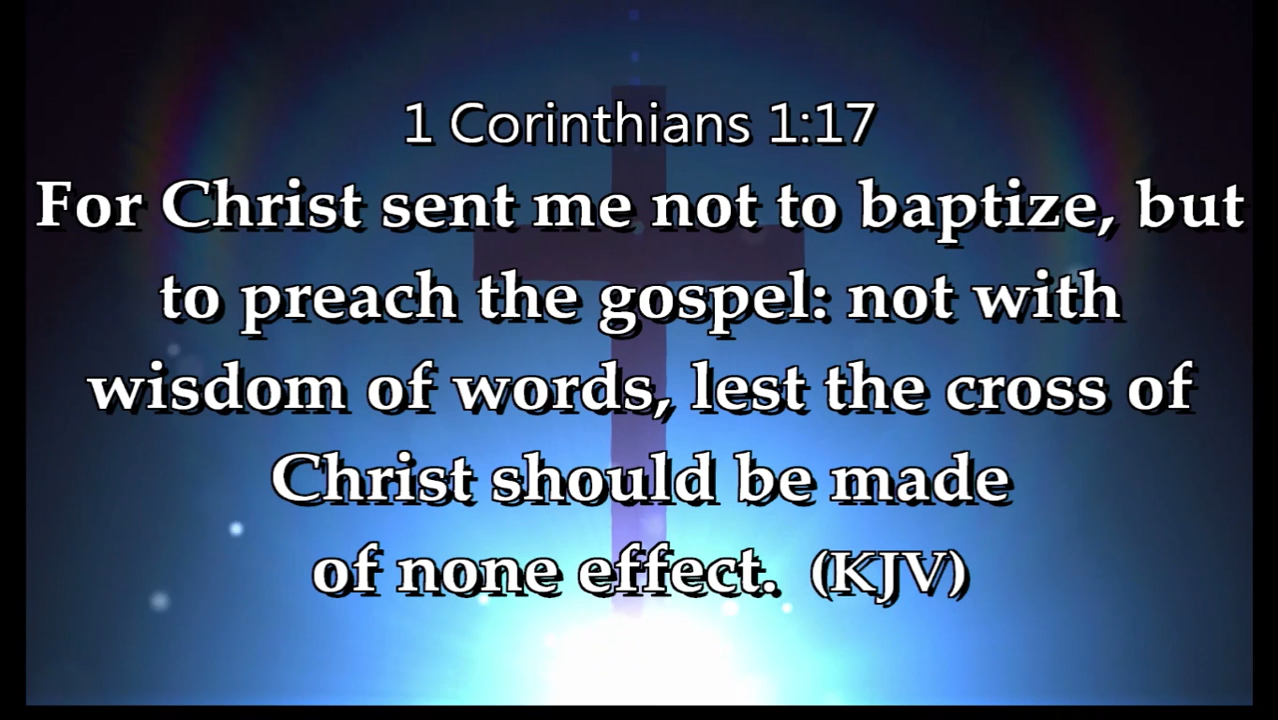 1 Corinthians 1:17
For Christ sent me not to baptize, but
to preach the gospel: not with
wisdom of words, lest the cross of
Christ should be made
of none effect. (KJV)